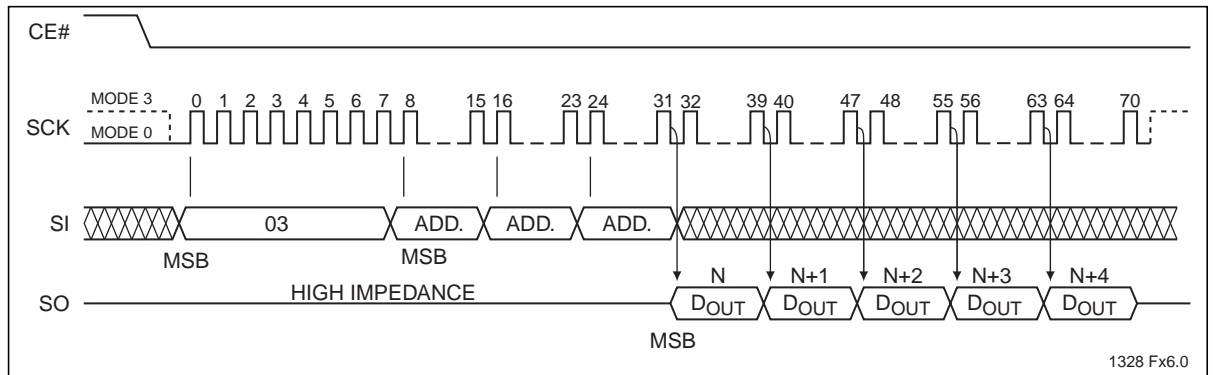 CE#
MODE 3
0 1 2 3 4 5 6 7 8 15 16 23 24 31 32 39 40 47 48 55 56 63 64 70
SCK
MODE 0
SI
03 ADD. ADD. ADD.
MSB MSB
N N+1 N+2 N+3 N+4
HIGH IMPEDANCE
SO
DOUT DOUT DOUT DOUT DOUT
MSB
1328 Fx6.0